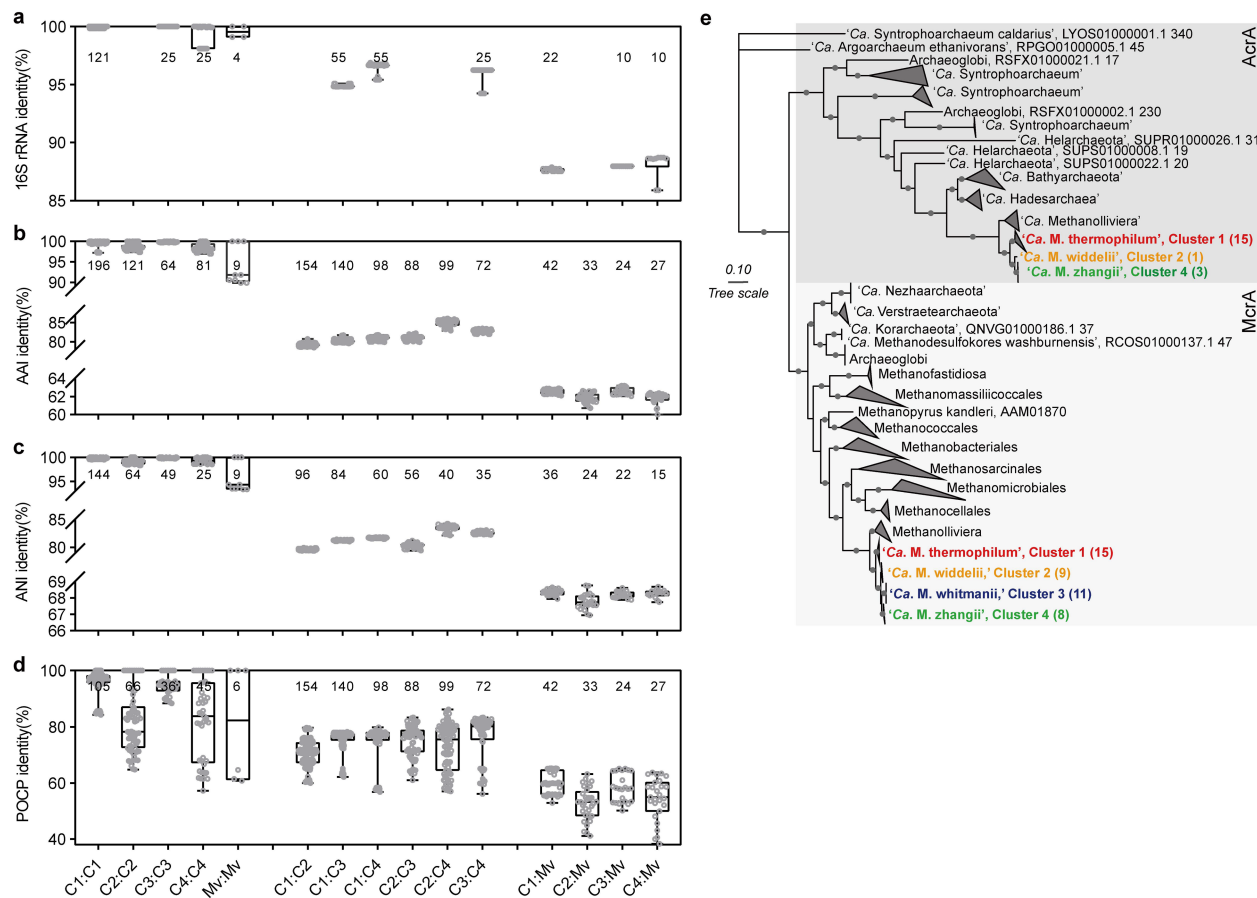 a
16S rRNA identity(%)
100
95
90
85
121 25 25 4 55 55 25 22 10 10
b
AAI identity(%)
100
95
90
85
80
64
62
60
196 121 64 81 9 154 140 98 88 99 72 42 33 24 27
c
ANI identity(%)
100
95
85
80
69
68
67
66
144 64 49 25 9 96 84 60 56 40 35 36 24 22 15
d
POCP identity(%)
100
80
60
40
105 66 36 45 6 154 140 98 88 99 72 42 33 24 27
C1:C1 C2:C2 C3:C3 C4:C4 Mv:Mv C1:C2 C1:C3 C1:C4 C2:C3 C2:C4 C3:C4 C1:Mv C2:Mv C3:Mv C4:Mv
e
AcrA
‘Ca. Syntrophoarchaeum caldarius’, LYOS01000001.1 340
‘Ca. Argoarchaeum ethanivorans’, RPGO01000005.1 45
Archaeoglobi, RSFX01000021.1 17
‘Ca. Syntrophoarchaeum’
‘Ca. Syntrophoarchaeum’
Archaeoglobi, RSFX01000002.1 230
‘Ca. Syntrophoarchaeum’
‘Ca. Helarchaeota’, SUPR01000026.1 31
‘Ca. Helarchaeota’, SUPS01000008.1 19
‘Ca. Helarchaeota’, SUPS01000022.1 20
‘Ca. Bathyarchaeota’
‘Ca. Hadesarchaea’
‘Ca. Methanolliviera’
‘Ca. M. thermophilum’, Cluster 1 (15)
‘Ca. M. widdelii’, Cluster 2 (1)
‘Ca. M. zhangii’, Cluster 4 (3)
0.10
Tree scale
McrA
‘Ca. Nezhaarchaeota’
‘Ca. Verstraetearchaeota’
‘Ca. Korarchaeota’, QNVG01000186.1 37
‘Ca. Methanodesulfokores washburnensis’, RCOS01000137.1 47
Archaeoglobi
Methanofastidiosa
Methanomassiliicoccales
Methanopyrus kandleri, AAM01870
Methanococcales
Methanobacteriales
Methanosarcinales
Methanomicrobiales
Methanocellales
Methanolliviera
‘Ca. M. thermophilum’, Cluster 1 (15)
‘Ca. M. widdelii,’ Cluster 2 (9)
‘Ca. M. whitmanii,’ Cluster 3 (11)
‘Ca. M. zhangii’, Cluster 4 (8)